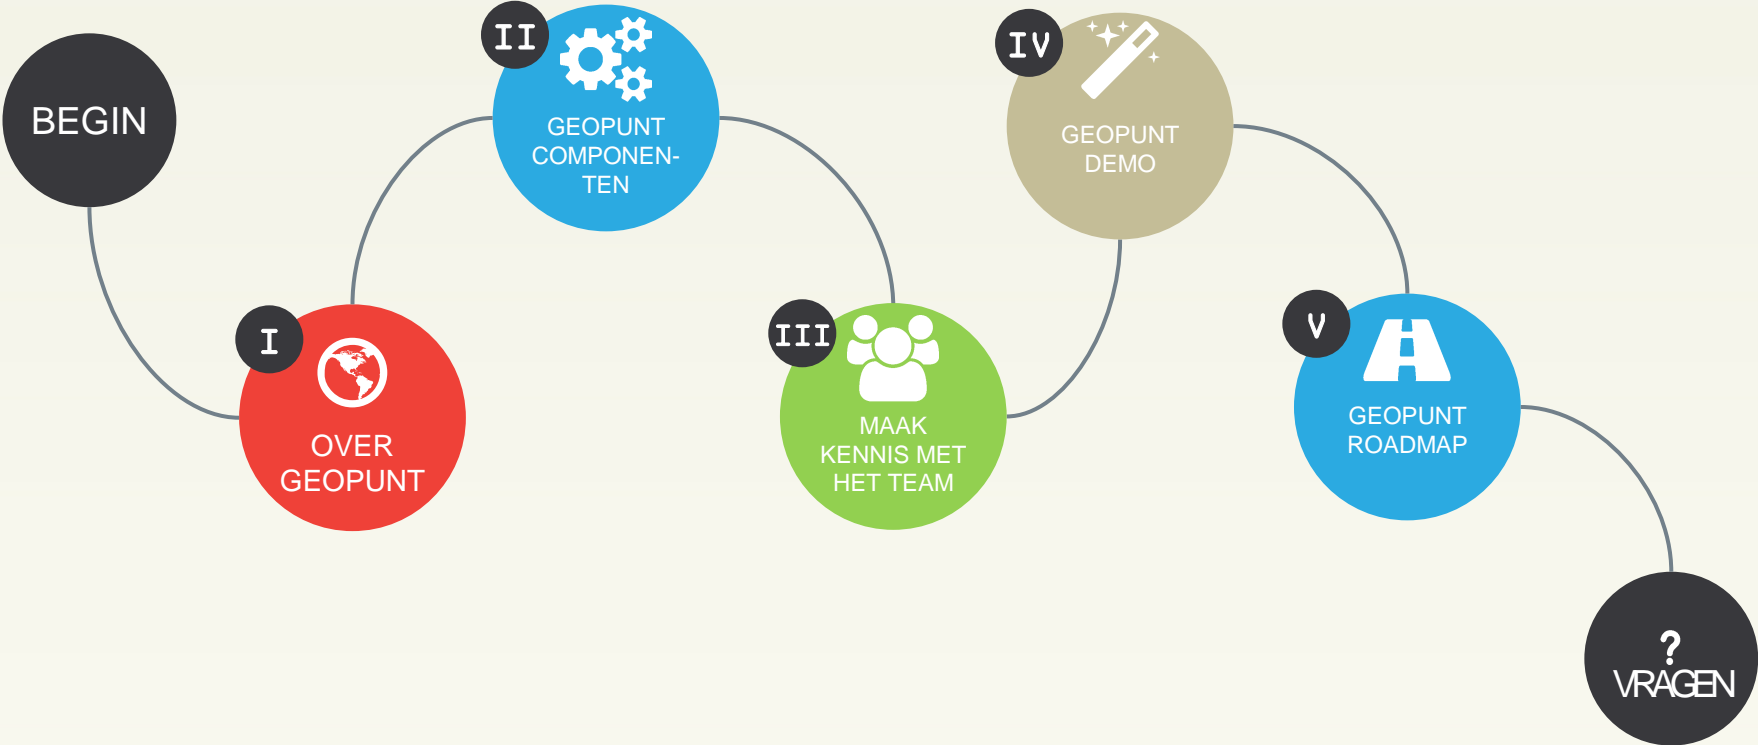 BEGIN
I
OVER
GEOPUNT
II
GEOPUNT
COMPONEN-
TEN
III
MAAK
KENNIS MET
HET TEAM
IV
GEOPUNT
DEMO
V
GEOPUNT
ROADMAP
?
VRAGEN